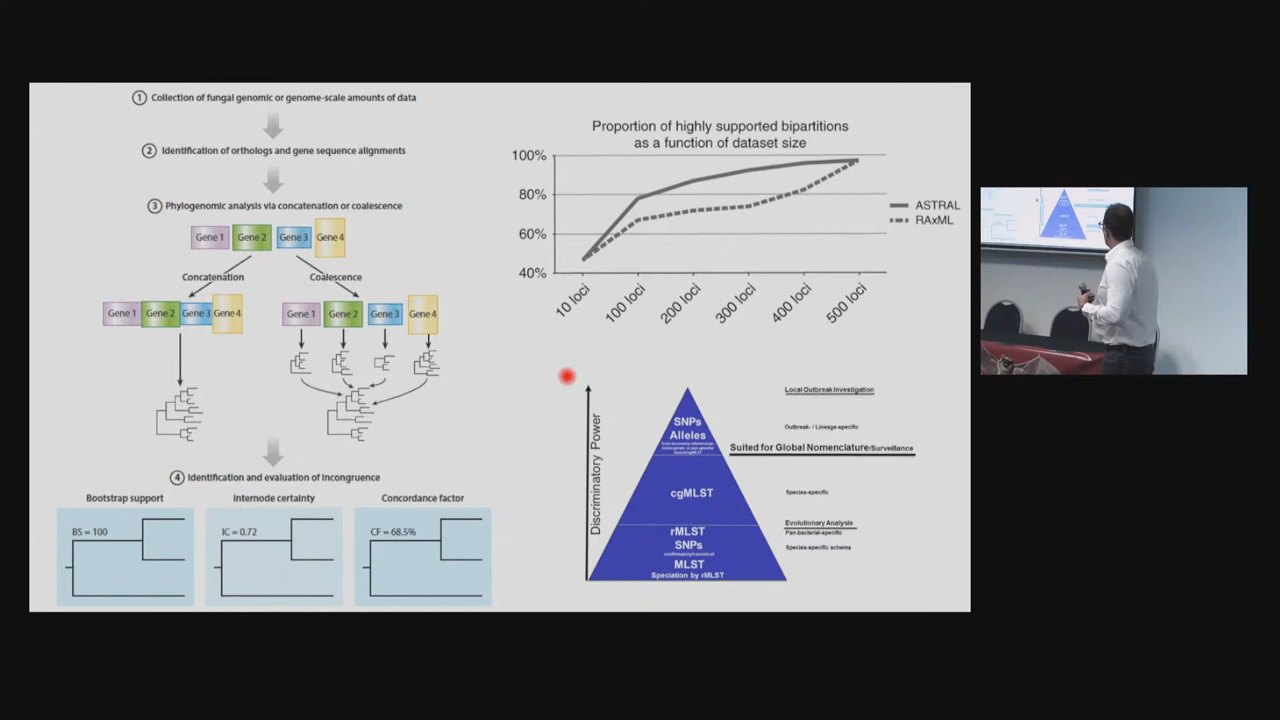 1 Collection of fungal genomic or genome-scale amounts of data
2 Identification of orthologs and gene sequence alignments
3 Phylogenomic analysis via concatenation or coalescence
Gene 1 Gene 2 Gene 3 Gene 4
Concatenation Coalescence
Gene 1 Gene 2 Gene 3 Gene 4
Gene 1 Gene 2 Gene 3 Gene 4
4 Identification and evaluation of incongruence
Bootstrap support Internode certainty Concordance factor
BS = 100 IC = 0.72 CF = 68.5%
Proportion of highly supported bipartitions
as a function of dataset size
100%
80%
60%
40%
10 loci 100 loci 200 loci 300 loci 400 loci 500 loci
ASTRAL
RAxML
Discriminatory Power
SNPs
Alleles
cgMLST
rMLST
SNPs
confirmatory/canonical
MLST
Speciation by rMLST
Local Outbreak Investigation
Outbreak- / Lineage-specific
Suited for Global Nomenclature/Surveillance
Species-specific
Evolutionary Analysis
Pan-bacterial-specific
Species-specific schema